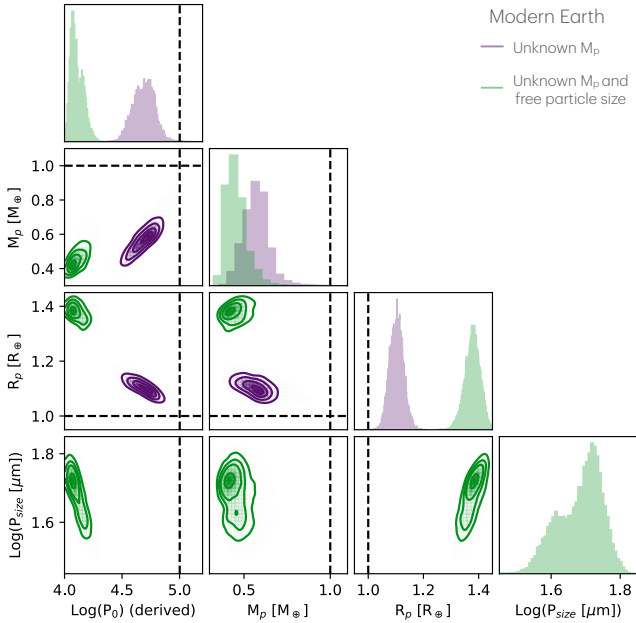 Modern Earth
Unknown Mₚ
Unknown Mₚ and
free particle size
1.0
0.8
0.6
0.4
Mₚ [M⊕]
1.4
1.2
1.0
Rₚ [R⊕]
1.8
1.6
Log(Pₛᵢzₑ [μm])
4.0 4.5 5.0
Log(P₀) (derived)
0.5 1.0
Mₚ [M⊕]
1.0 1.2 1.4
Rₚ [R⊕]
1.6 1.8
Log(Pₛᵢzₑ [μm])